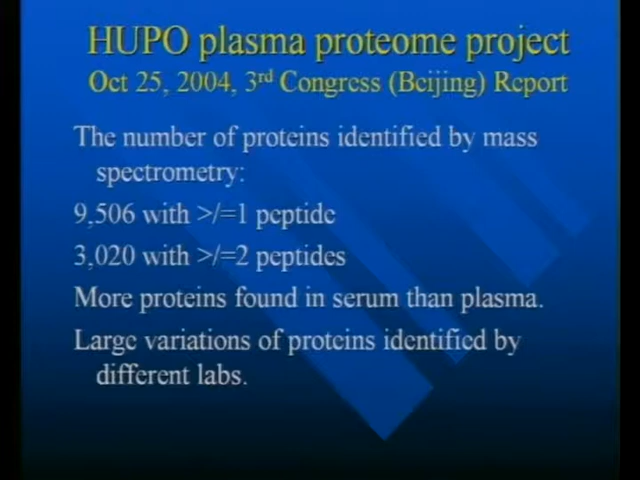 HUPO plasma proteome project
Oct 25, 2004, 3rd Congress (Beijing) Report
The number of proteins identified by mass
spectrometry:
9,506 with >/=1 peptide
3,020 with >/=2 peptides
More proteins found in serum than plasma.
Large variations of proteins identified by
different labs.